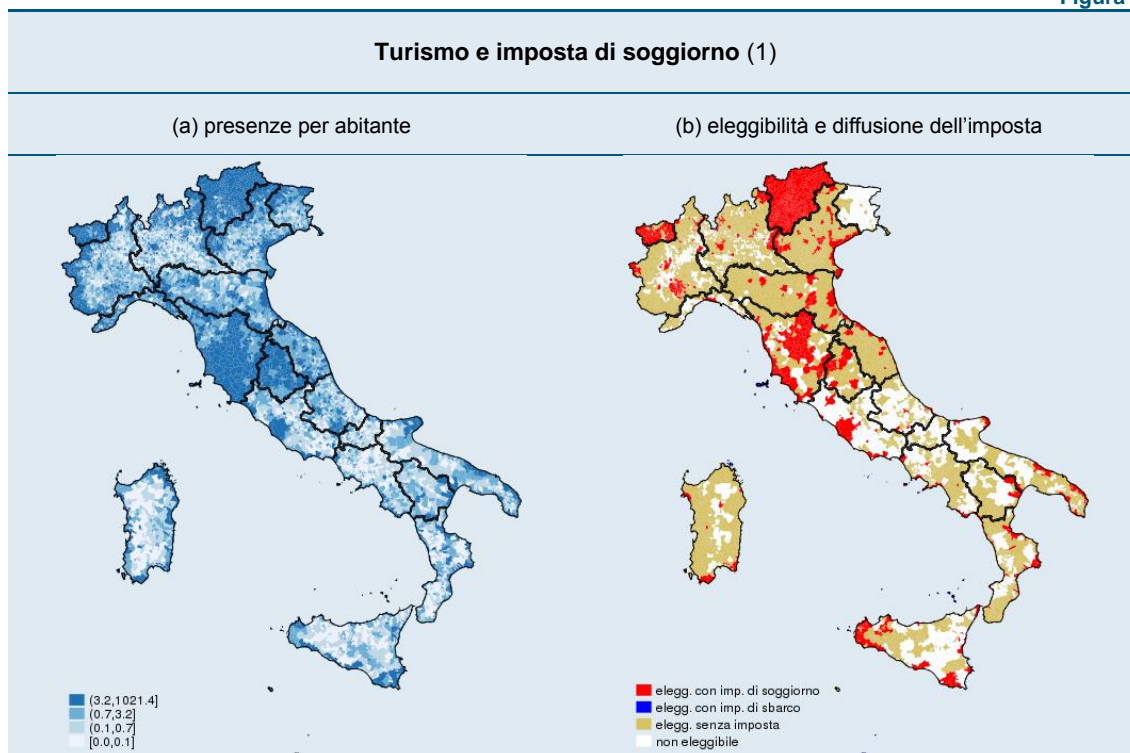 Figura
Turismo e imposta di soggiorno (1)
(a) presenze per abitante
(b) eleggibilità e diffusione dell’imposta
(3.2,1021.4]
(0.7,3.2]
(0.1,0.7]
[0.0,0.1]
elegg. con imp. di soggiorno
elegg. con imp. di sbarco
elegg. senza imposta
non eleggibile